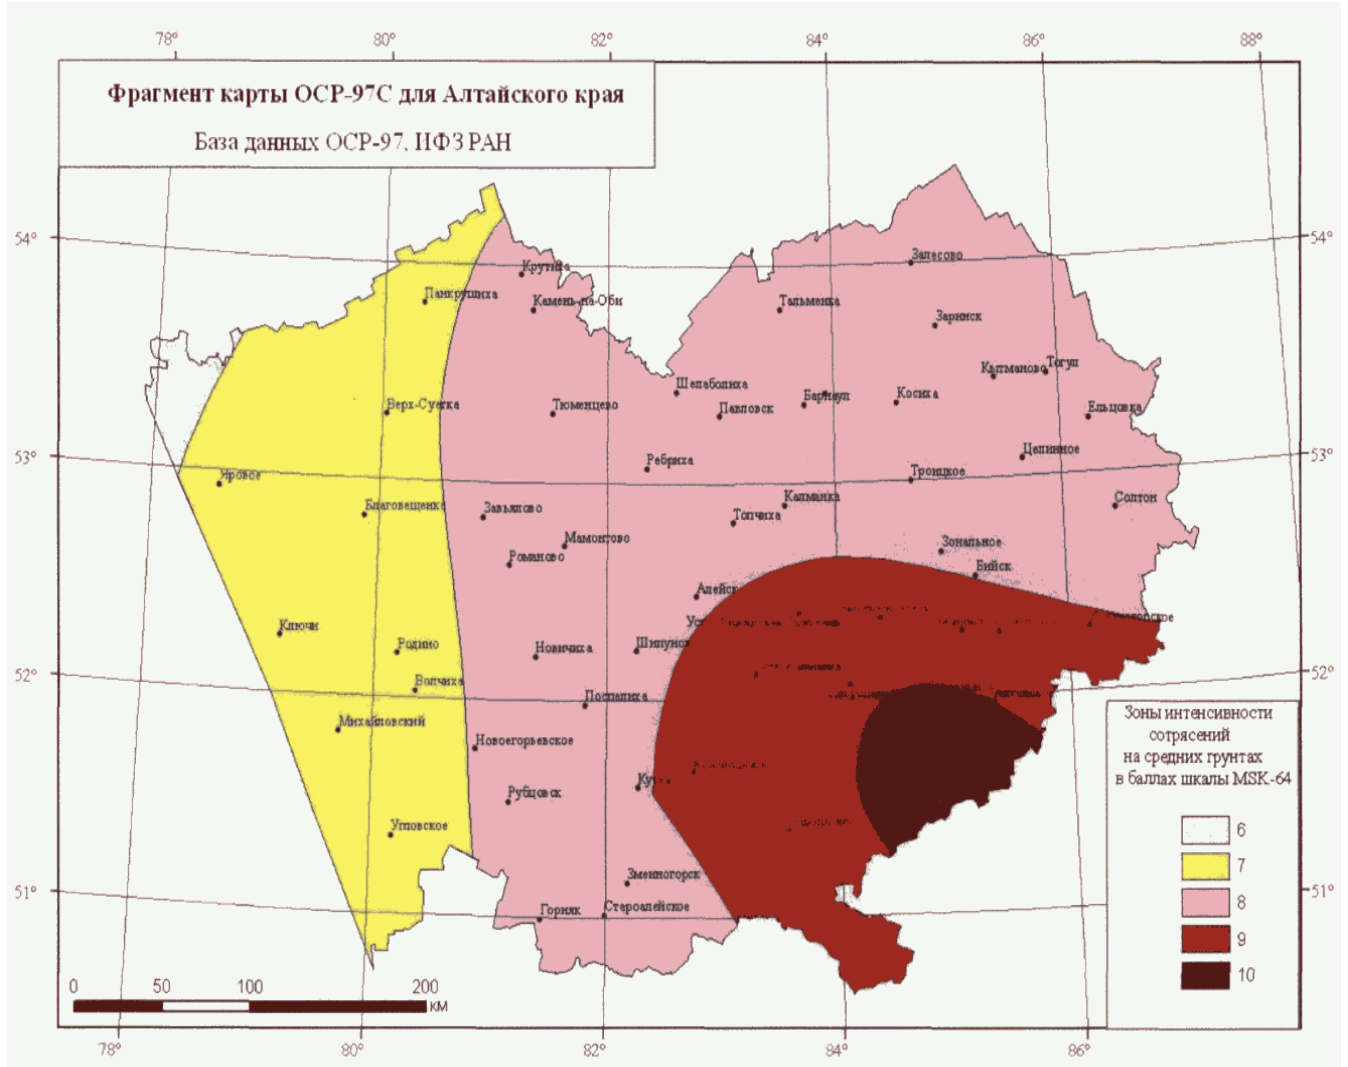 78°
80°
82°
84°
86°
88°
Фрагмент карты ОСР-97С для Алтайского края
База данных ОСР-97, ИФЗ РАН
54°
54°
Залесово
Крутиха
Панкрушиха
Камень-на-Оби
Тальменка
Заринск
Кытманово
Тогул
Шелаболиха
Верх-Суетка
Тюменцево
Павловск
Барнаул
Косиха
Ельцовка
53°
53°
Целинное
Ребриха
Троицкое
Яровое
Калманка
Солтон
Благовещенка
Завьялово
Топчиха
Мамонтово
Зональное
Романово
Бийск
Алейск
Ключи
Родино
Новичиха
Шипуново
52°
52°
Волчиха
Поспелиха
Михайловский
Новоегорьевское
Рубцовск
Угловское
Змеиногорск
51°
51°
Горняк
Староалейское
Зоны интенсивности
сотрясений
на средних грунтах
в баллах шкалы MSK-64
6
7
8
9
10
0
50
100
200
КМ
78°
80°
82°
84°
86°